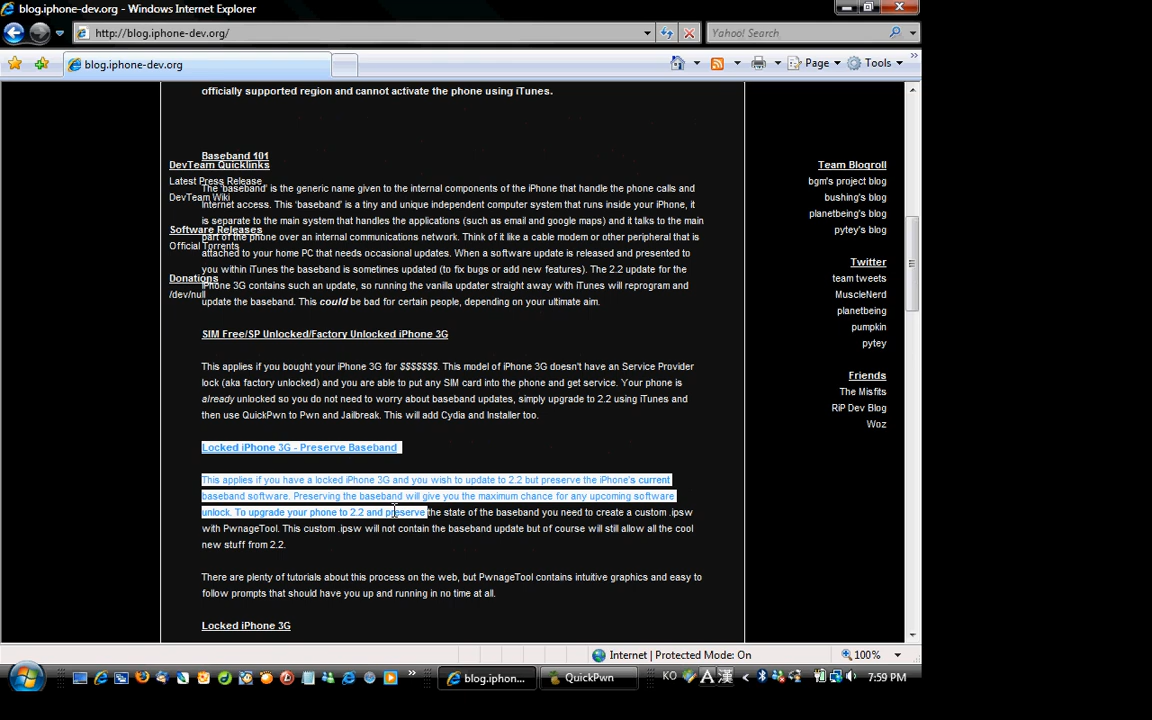 blog.iphone-dev.org - Windows Internet Explorer
http://blog.iphone-dev.org/
Yahoo! Search
blog.iphone-dev.org
Page
Tools
officially supported region and cannot activate the phone using iTunes.
Baseband 101
DevTeam Quicklinks
Latest Press Release
DevTeam Wiki
Software Releases
Official Torrents
Donations
/dev/null
The 'baseband' is the generic name given to the internal components of the iPhone that handle the phone calls and
internet access. This 'baseband' is a tiny and unique independent computer system that runs inside your iPhone, it
is separate to the main system that handles the applications (such as email and google maps) and it talks to the main
part of the phone over an internal communications network. Think of it like a cable modem or other peripheral that is
attached to your home PC that needs occasional updates. When a software update is released and presented to
you within iTunes the baseband is sometimes updated (to fix bugs or add new features). The 2.2 update for the
iPhone 3G contains such an update, so running the vanilla updater straight away with iTunes will reprogram and
update the baseband. This could be bad for certain people, depending on your ultimate aim.
SIM Free/SP Unlocked/Factory Unlocked iPhone 3G
This applies if you bought your iPhone 3G for $$$$$$$. This model of iPhone 3G doesn't have an Service Provider
lock (aka factory unlocked) and you are able to put any SIM card into the phone and get service. Your phone is
already unlocked so you do not need to worry about baseband updates, simply upgrade to 2.2 using iTunes and
then use QuickPwn to Pwn and Jailbreak. This will add Cydia and Installer too.
Locked iPhone 3G - Preserve Baseband
This applies if you have a locked iPhone 3G and you wish to update to 2.2 but preserve the iPhone's current
baseband software. Preserving the baseband will give you the maximum chance for any upcoming software
unlock. To upgrade your phone to 2.2 and preserve the state of the baseband you need to create a custom .ipsw
with PwnageTool. This custom .ipsw will not contain the baseband update but of course will still allow all the cool
new stuff from 2.2.
There are plenty of tutorials about this process on the web, but PwnageTool contains intuitive graphics and easy to
follow prompts that should have you up and running in no time at all.
Locked iPhone 3G
Team Blogroll
bgm's project blog
bushing's blog
planetbeing's blog
pytey's blog
Twitter
team tweets
MuscleNerd
planetbeing
pumpkin
pytey
Friends
The Misfits
RiP Dev Blog
Woz
Internet | Protected Mode: On
100%
blog.iphon...
QuickPwn
KO
A
漢
7:59 PM